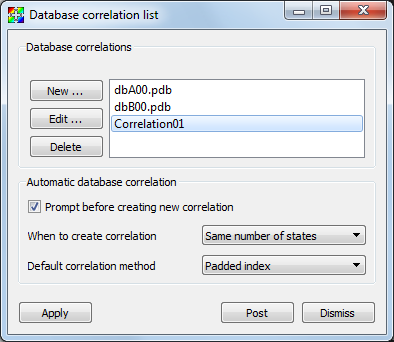 Database correlation list
Database correlations
New ...
Edit ...
Delete
dbA00.pdb
dbB00.pdb
Correlation01
Automatic database correlation
Prompt before creating new correlation
When to create correlation Same number of states
Default correlation method Padded index
Apply Post Dismiss